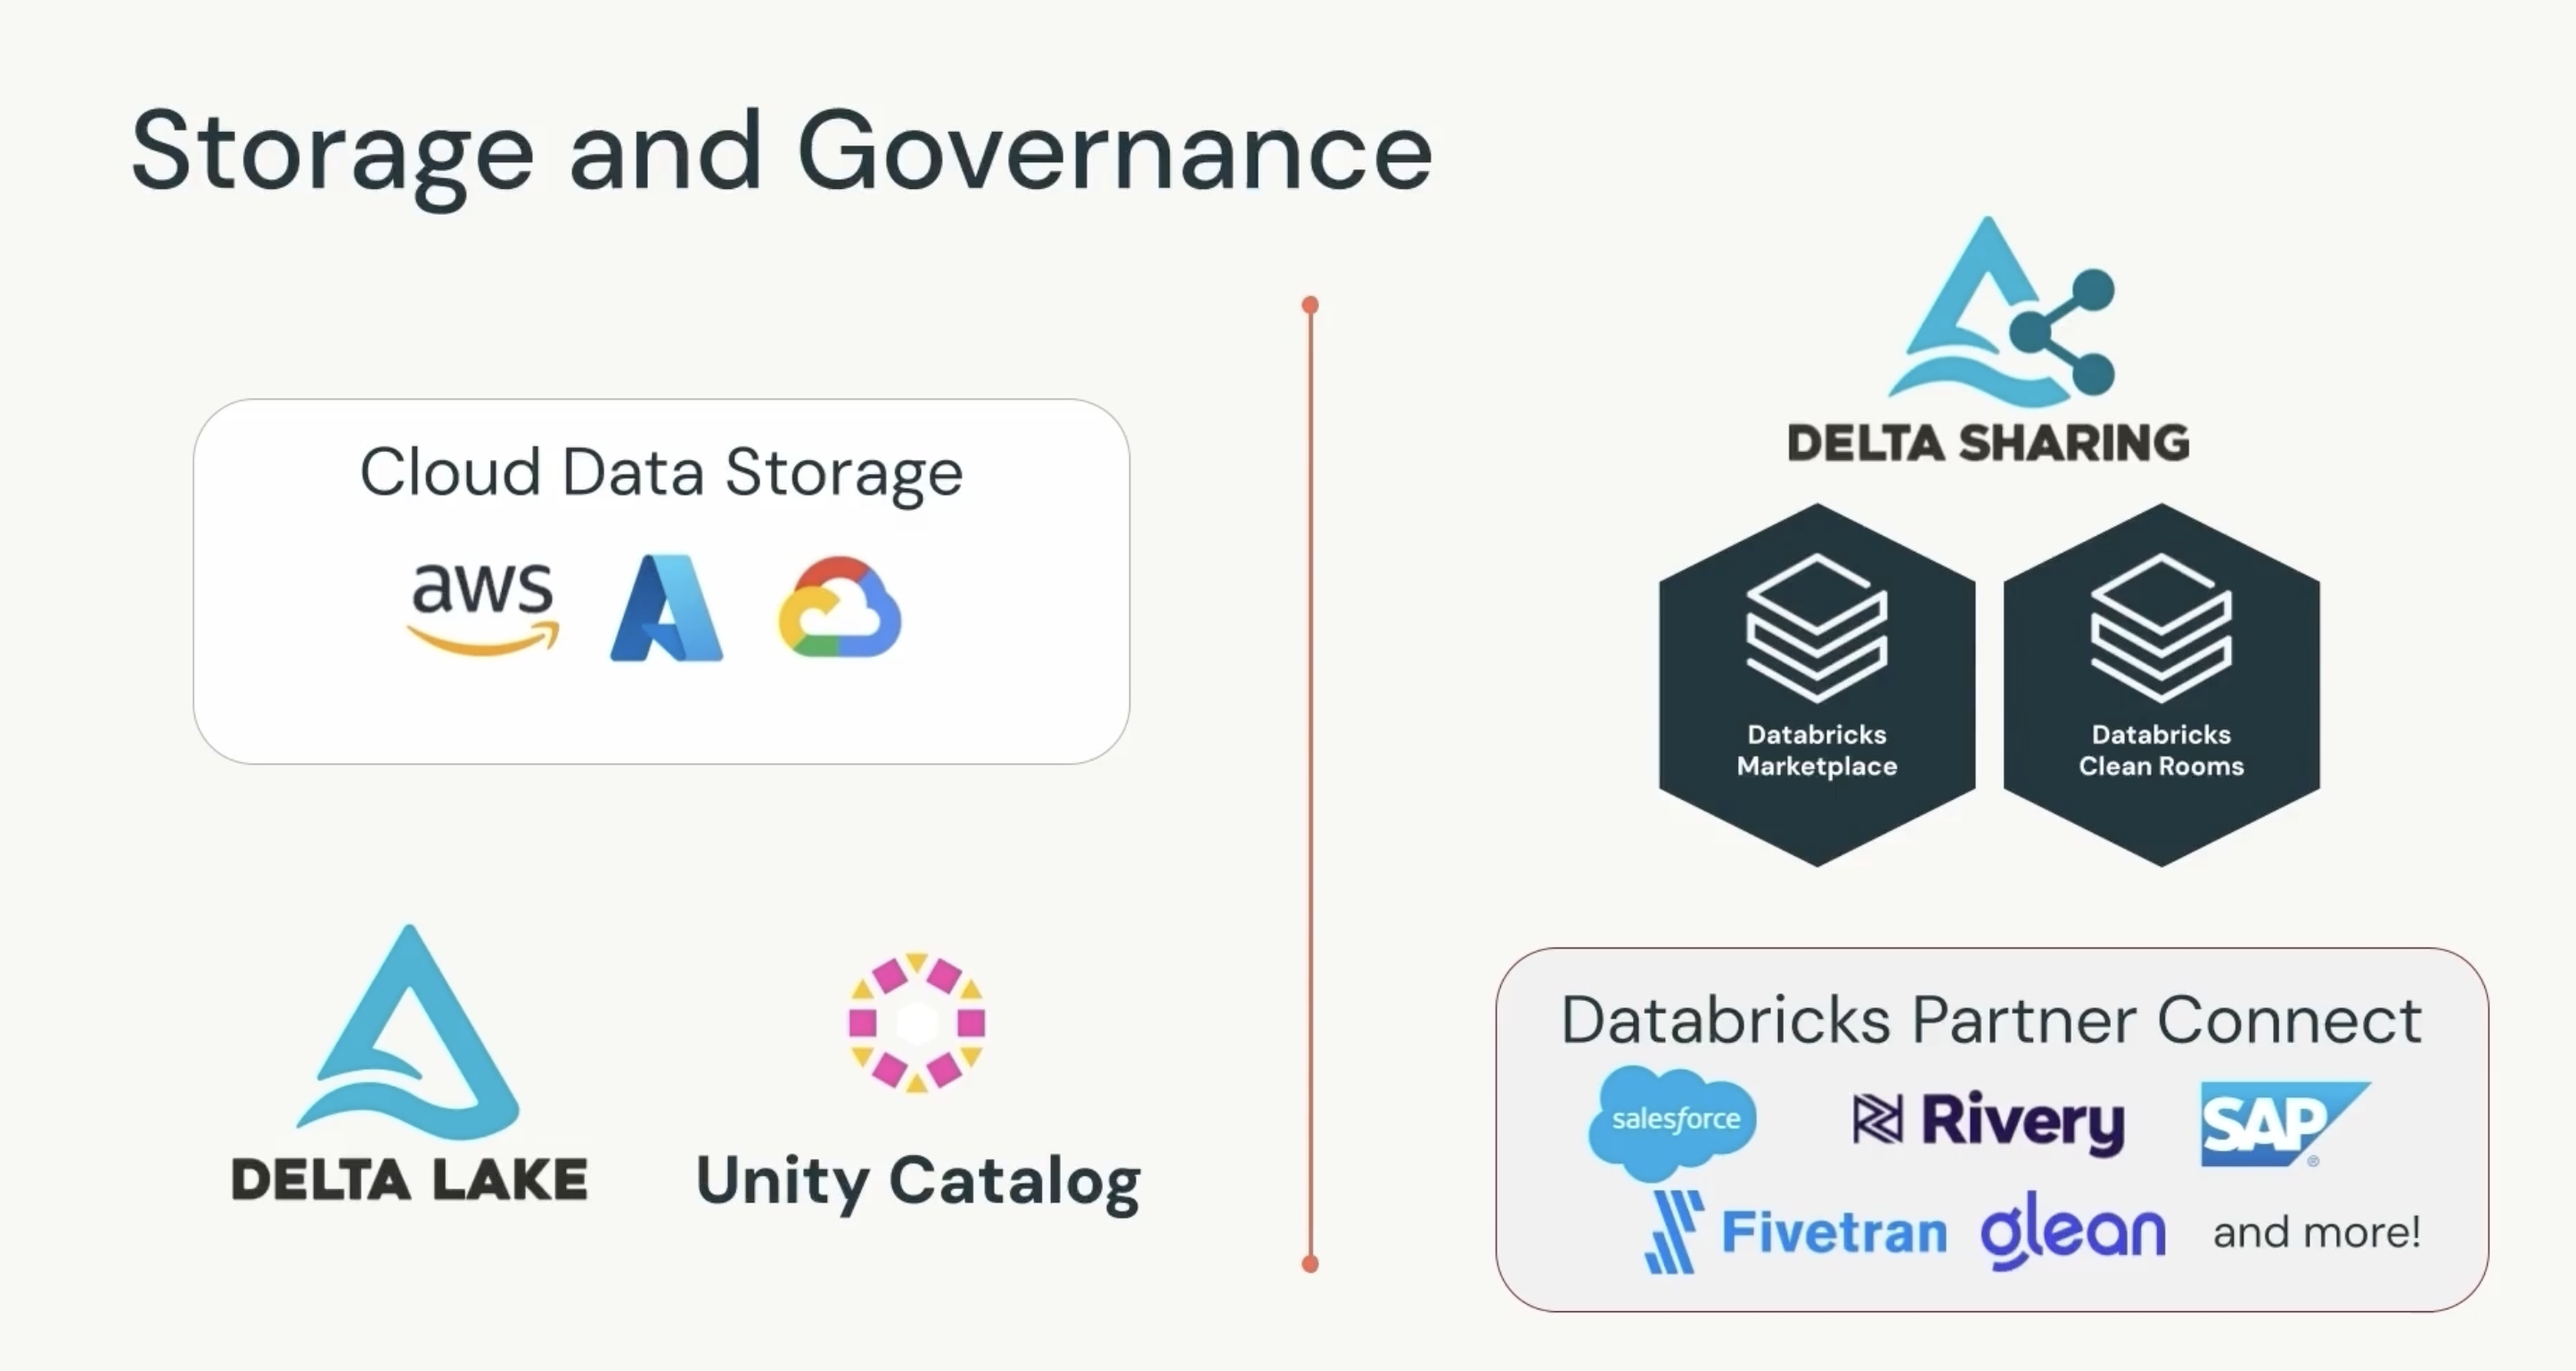 Storage and Governance
Cloud Data Storage
aws
DELTA LAKE
Unity Catalog
DELTA SHARING
Databricks
Marketplace
Databricks
Clean Rooms
Databricks Partner Connect
salesforce
Rivery
SAP
®
Fivetran
glean
and more!